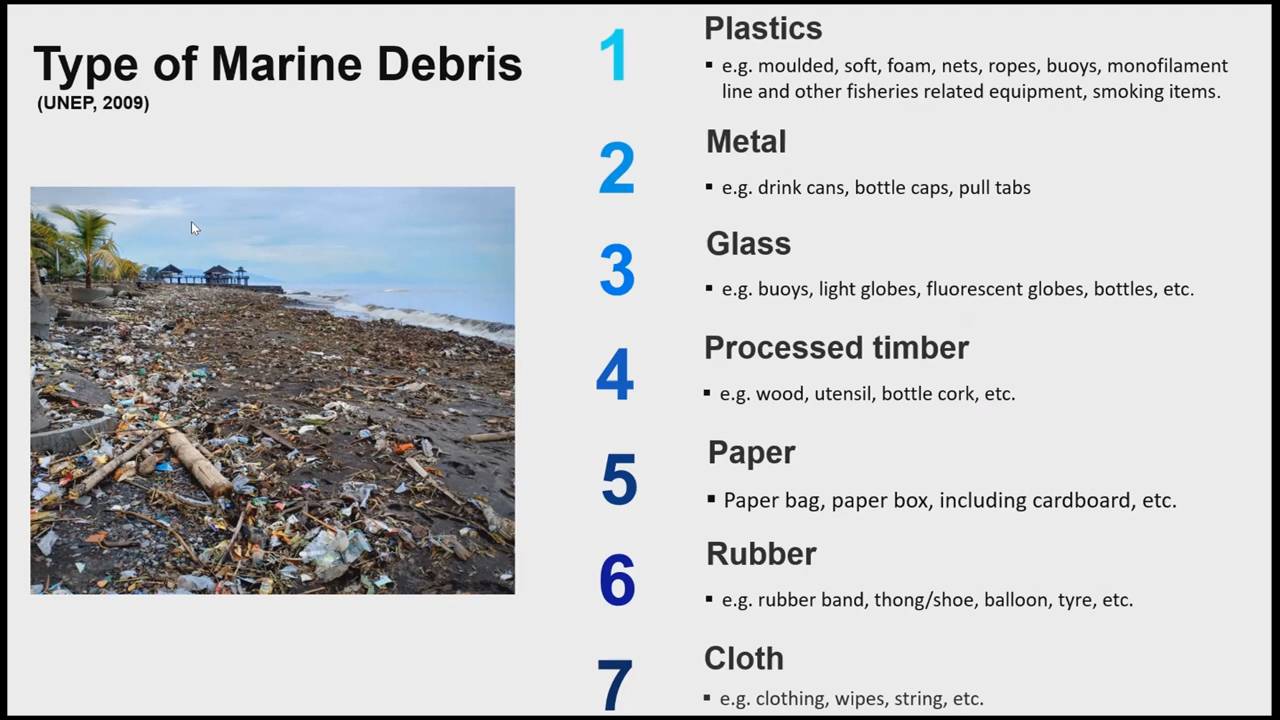 Type of Marine Debris
(UNEP, 2009)
1
Plastics
▪ e.g. moulded, soft, foam, nets, ropes, buoys, monofilament
line and other fisheries related equipment, smoking items.
2
Metal
▪ e.g. drink cans, bottle caps, pull tabs
3
Glass
▪ e.g. buoys, light globes, fluorescent globes, bottles, etc.
4
Processed timber
▪ e.g. wood, utensil, bottle cork, etc.
5
Paper
▪ Paper bag, paper box, including cardboard, etc.
6
Rubber
▪ e.g. rubber band, thong/shoe, balloon, tyre, etc.
7
Cloth
▪ e.g. clothing, wipes, string, etc.